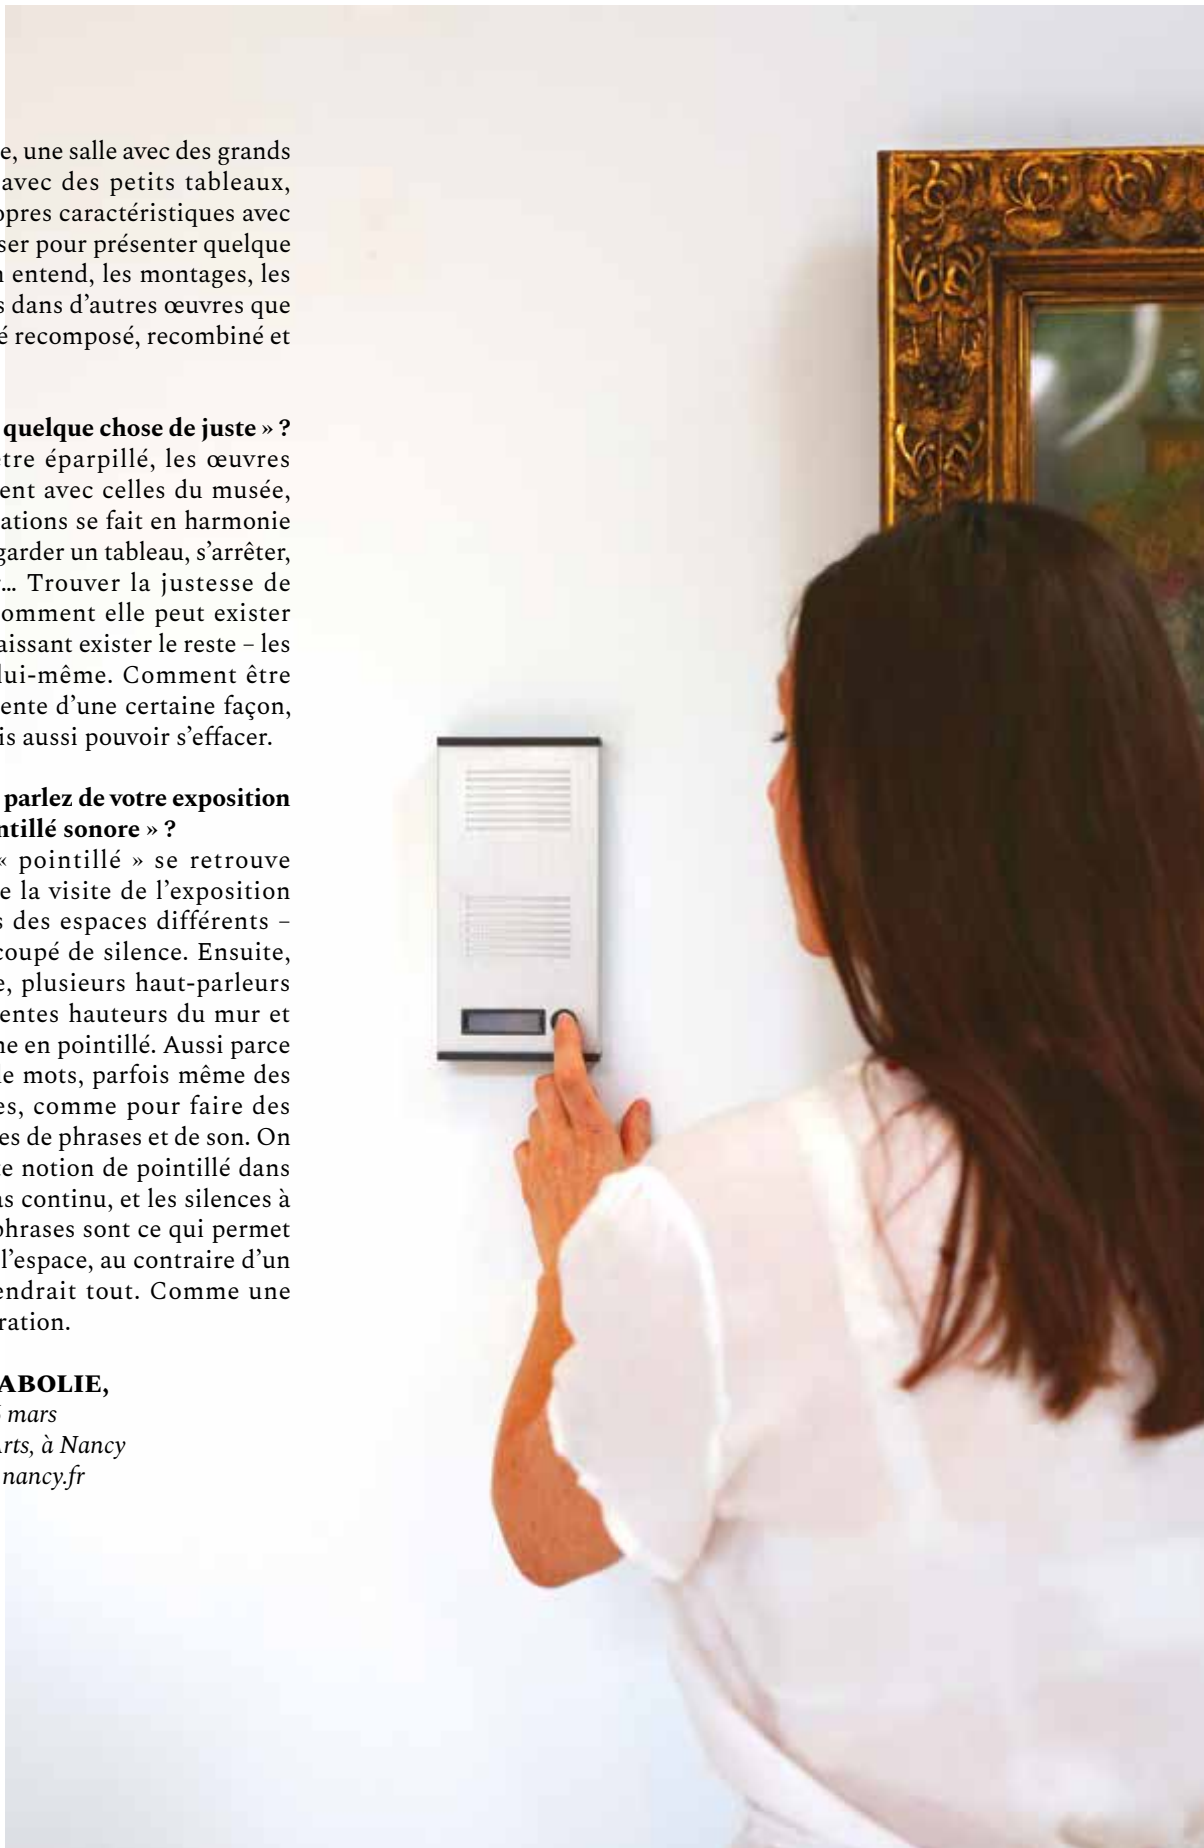 e, une salle avec des grands
avec des petits tableaux,
opres caractéristiques avec
ser pour présenter quelque
n entend, les montages, les
s dans d’autres œuvres que
é recomposé, recombiné et
quelque chose de juste » ?
être éparpillé, les œuvres
ent avec celles du musée,
ations se fait en harmonie
garder un tableau, s’arrêter,
r… Trouver la justesse de
comment elle peut exister
aissant exister le reste – les
lui-même. Comment être
ente d’une certaine façon,
is aussi pouvoir s’effacer.
parlez de votre exposition
ntillé sonore » ?
« pointillé » se retrouve
e la visite de l’exposition
s des espaces différents –
coupé de silence. Ensuite,
e, plusieurs haut-parleurs
entes hauteurs du mur et
ne en pointillé. Aussi parce
de mots, parfois même des
es, comme pour faire des
es de phrases et de son. On
te notion de pointillé dans
as continu, et les silences à
phrases sont ce qui permet
l’espace, au contraire d’un
endrait tout. Comme une
ration.
ABOLIE,
mars
Arts, à Nancy
nancy.fr